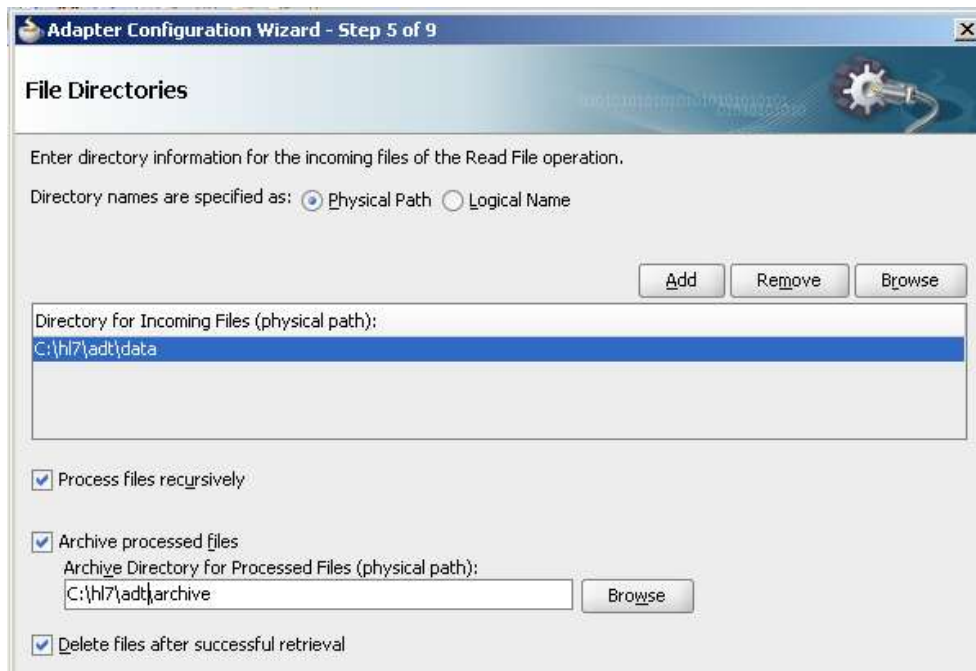 Adapter Configuration Wizard - Step 5 of 9
File Directories
Enter directory information for the incoming files of the Read File operation.
Directory names are specified as: Physical Path Logical Name
Add Remove Browse
Directory for Incoming Files (physical path):
C:\hl7\adt\data
Process files recursively
Archive processed files
Archive Directory for Processed Files (physical path):
C:\hl7\adt\archive Browse
Delete files after successful retrieval